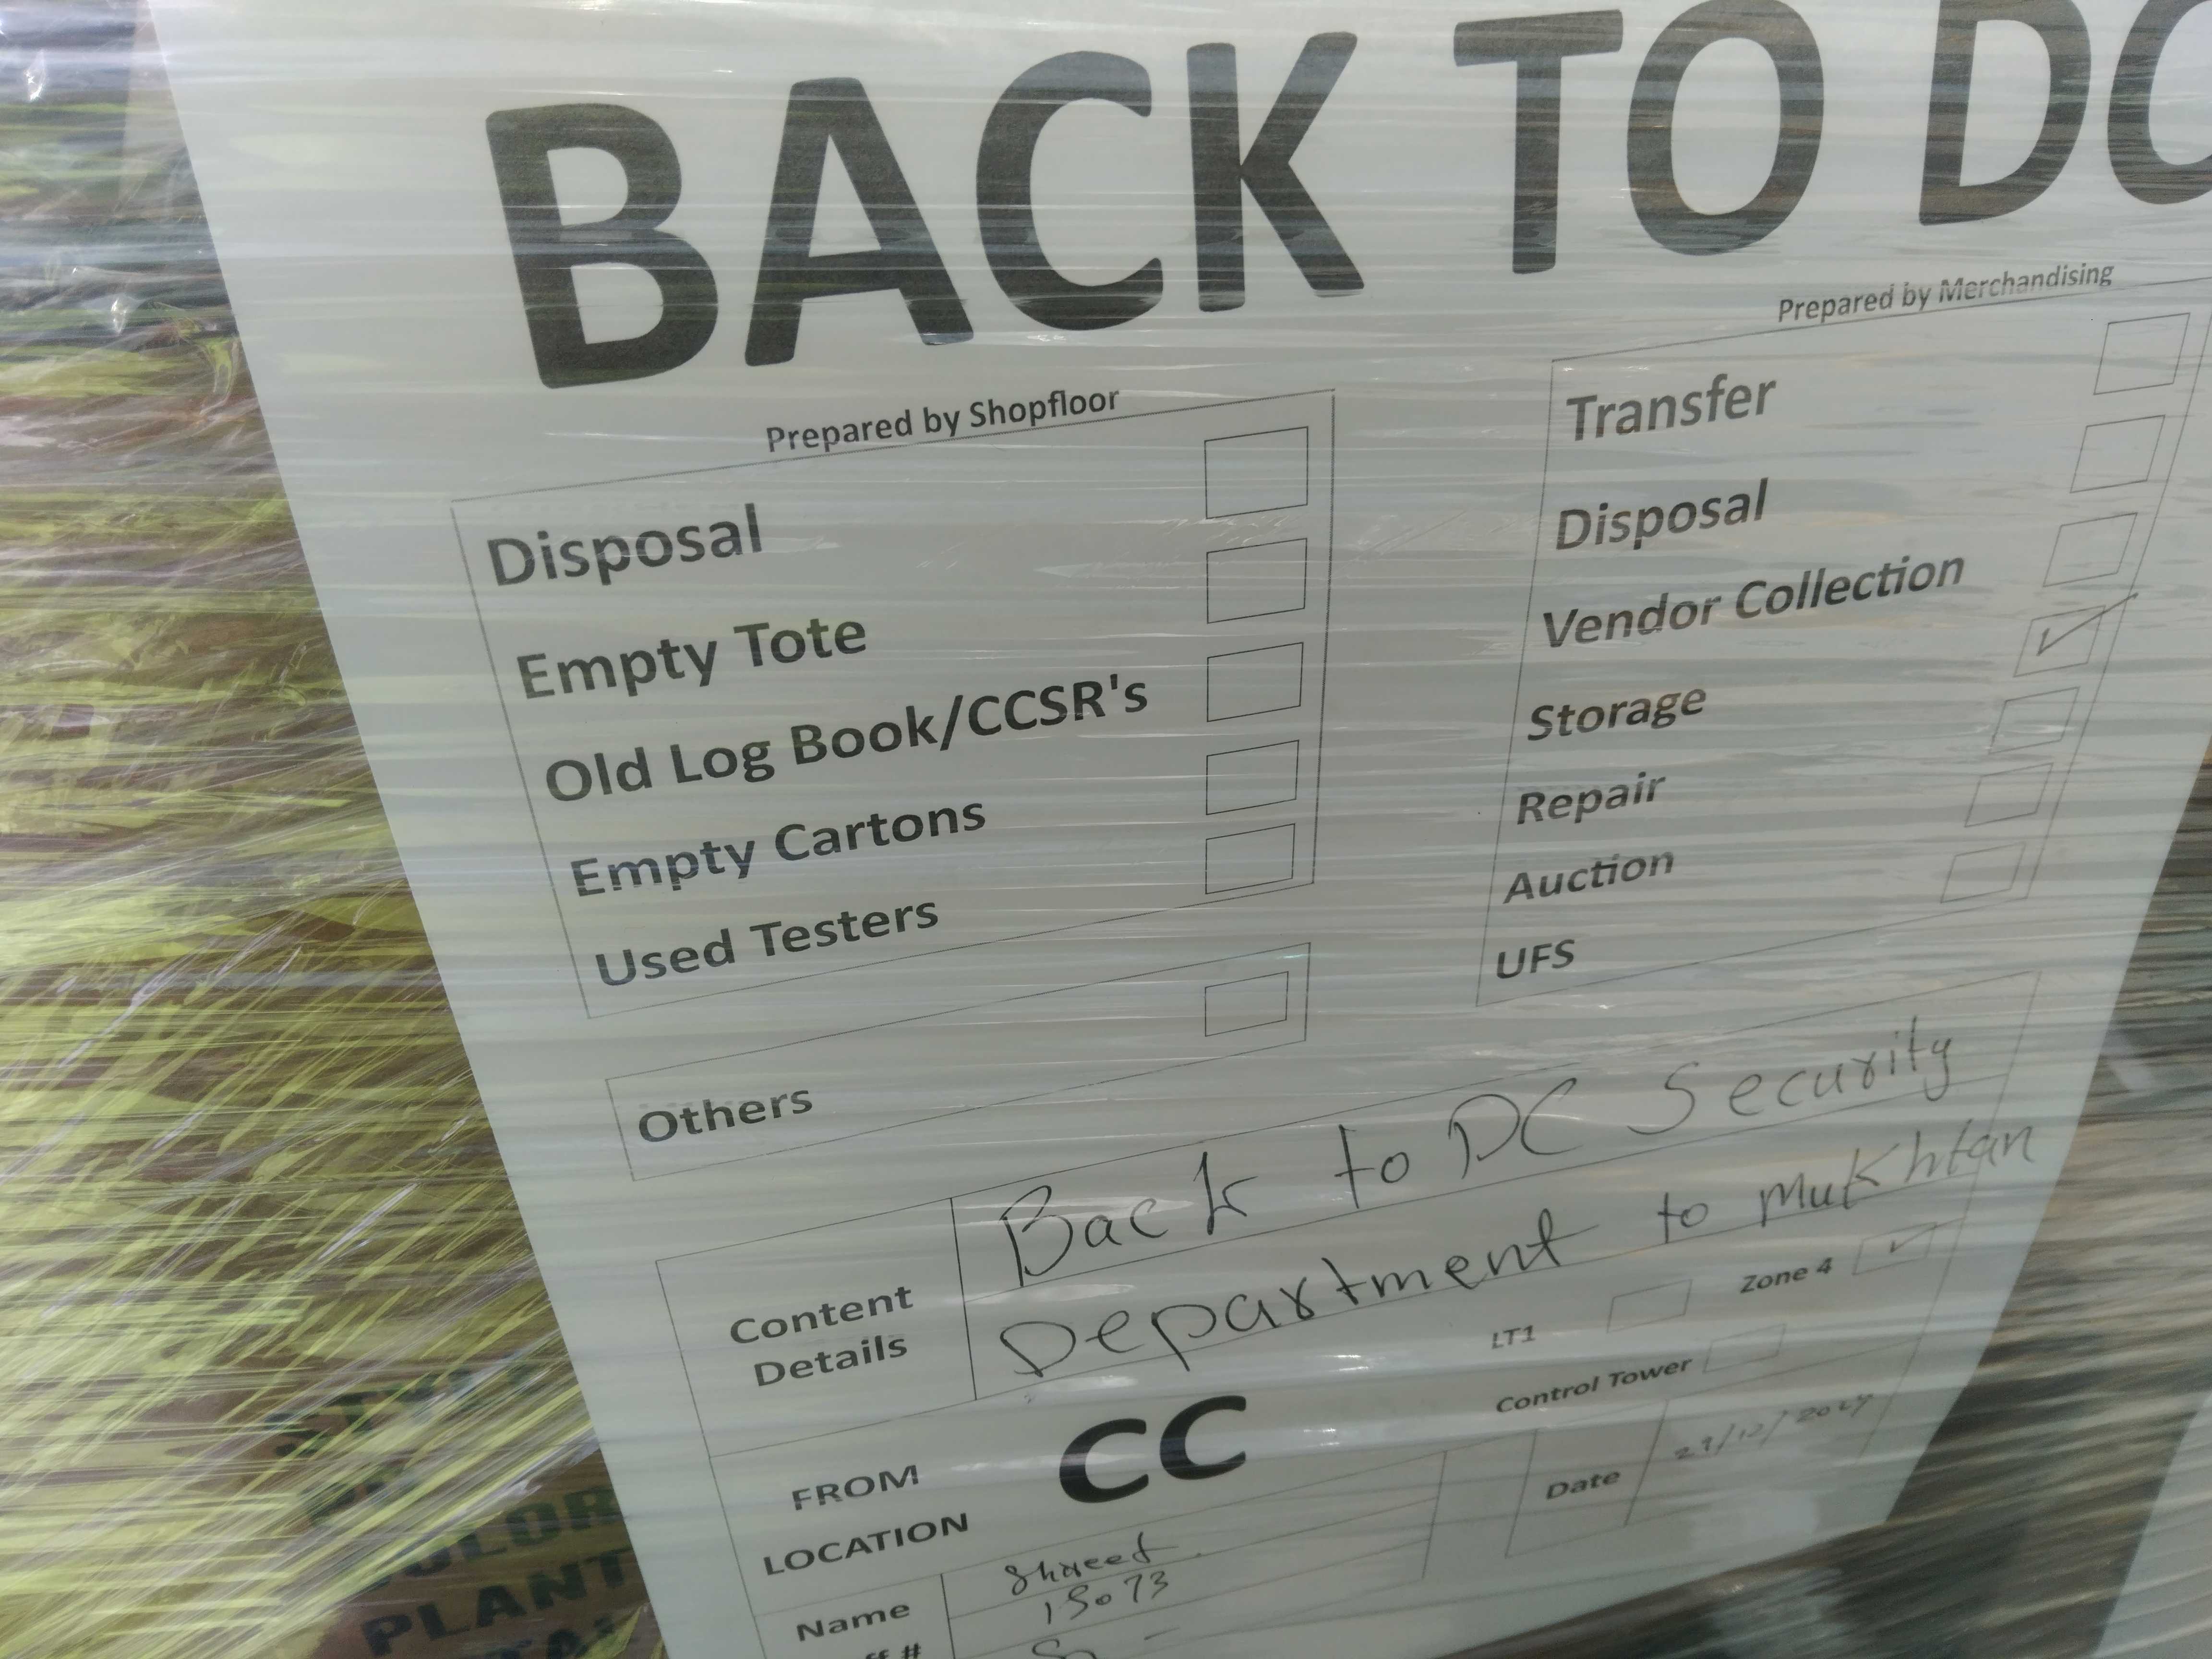 BACK TO DC
Prepared by Shopfloor
Disposal
Empty Tote
Old Log Book/CCSR's
Empty Cartons
Used Testers
Others
Prepared by Merchandising
Transfer
Disposal
Vendor Collection
Storage
Repair
Auction
UFS
Content
Details
Back to DC Security
Department to Mukhtan
FROM
LOCATION
CC
LT1
Zone 4
Control Tower
Date
Name
15073
PLANT